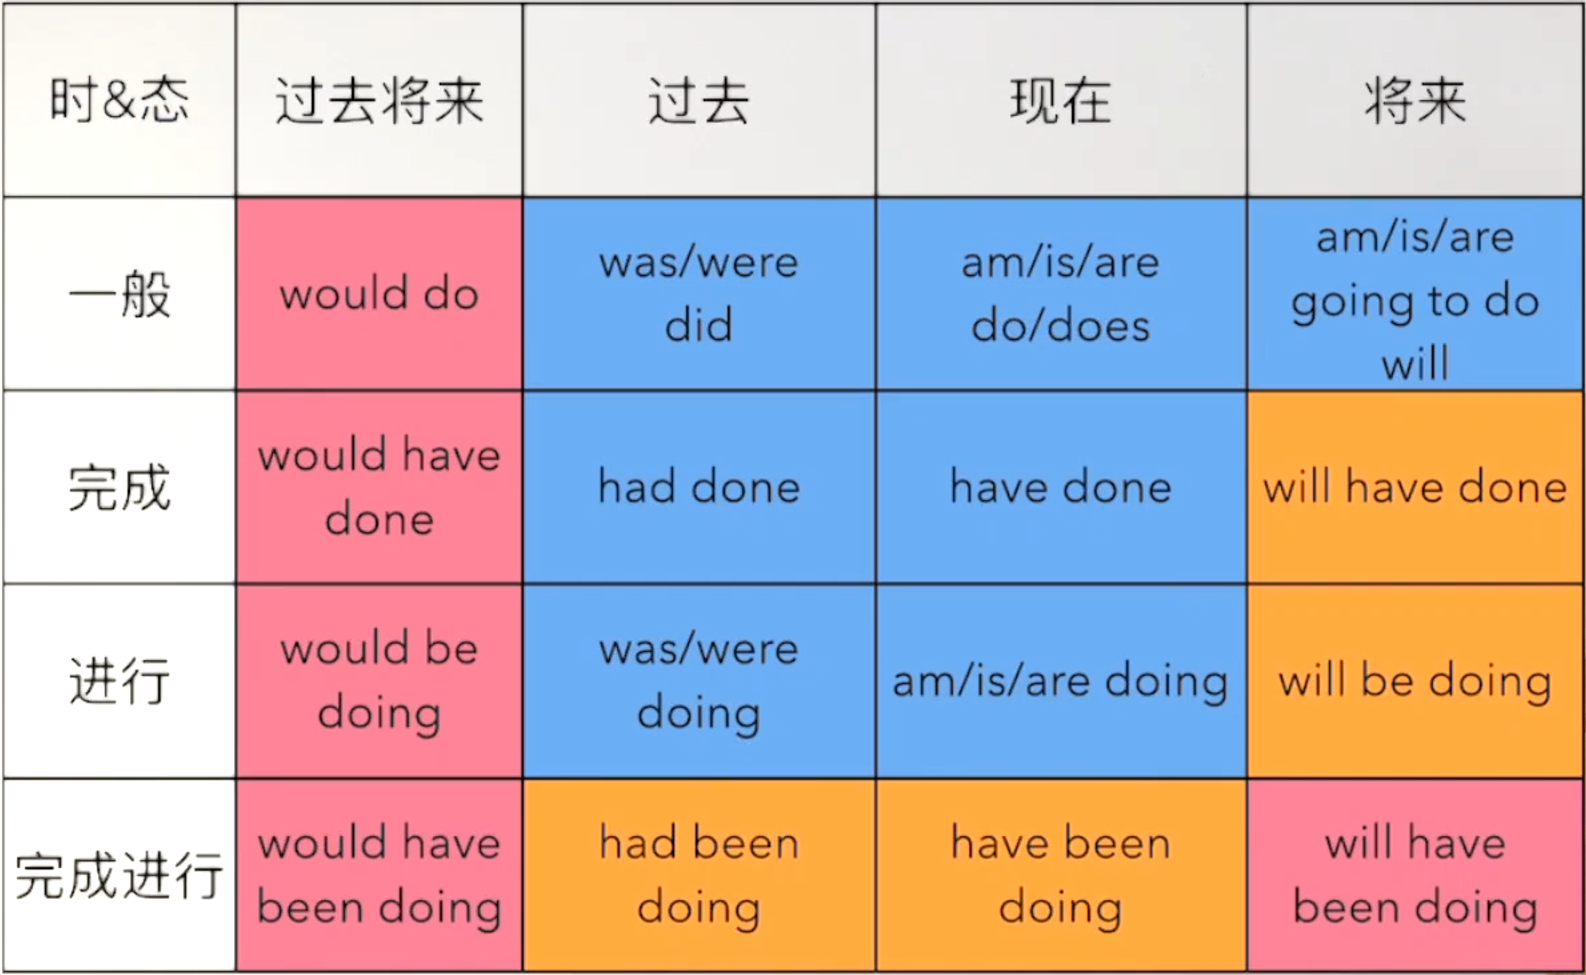 时&态 过去将来 过去 现在 将来
一般 would do was/were did am/is/are do/does am/is/are going to do will
完成 would have done had done have done will have done
进行 would be doing was/were doing am/is/are doing will be doing
完成进行 would have been doing had been doing have been doing will have been doing